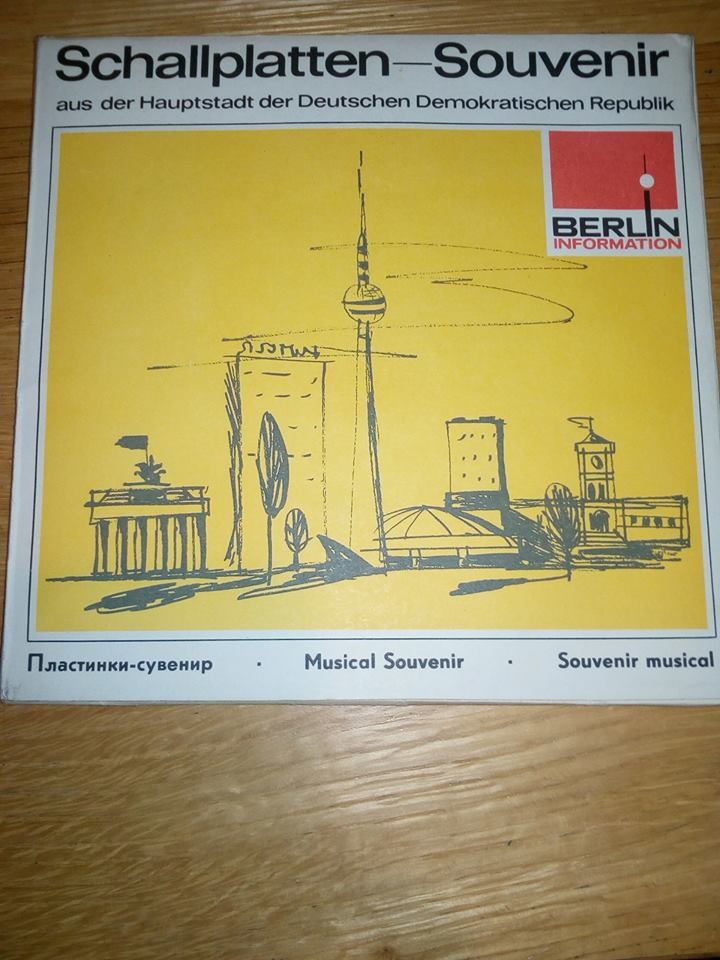 Schallplatten—Souvenir
aus der Hauptstadt der Deutschen Demokratischen Republik
BERLIN
INFORMATION
Пластинки-сувенир · Musical Souvenir · Souvenir musical